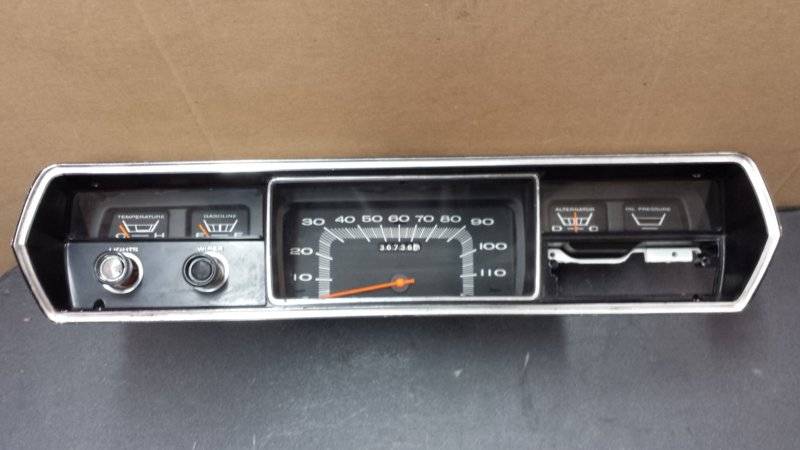 TEMPERATURE
C H
GASOLINE
E F
LIGHTS
WIPER
10 20 30 40 50 60 70 80 90 100 110
36736
ALTERNATOR
D C
OIL PRESSURE